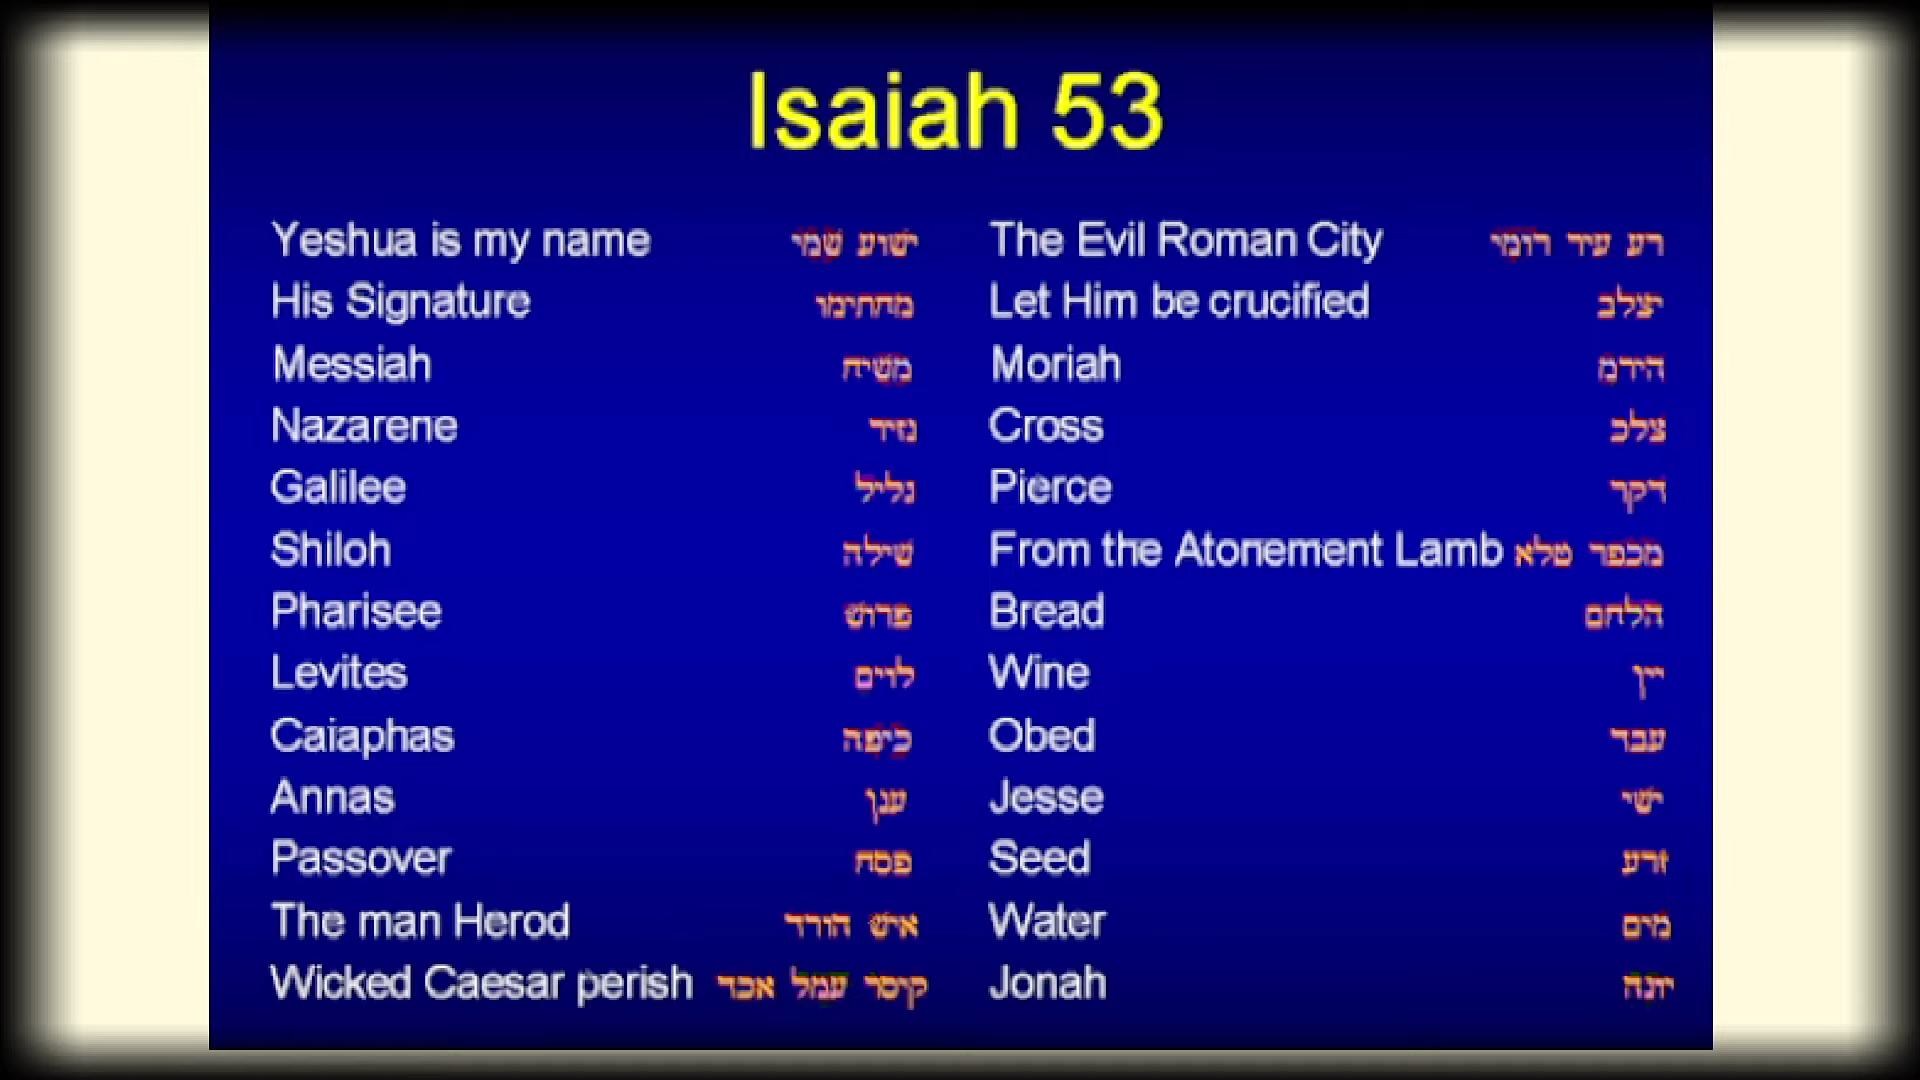 Isaiah 53
Yeshua is my name ישוע שמי
His Signature מחתימו
Messiah משיח
Nazarene נזיר
Galilee גליל
Shiloh שילה
Pharisee פרוש
Levites לוים
Caiaphas כיפה
Annas ענן
Passover פסח
The man Herod איש הורד
Wicked Caesar perish קיסר עמל אבד
The Evil Roman City רע עיר רומי
Let Him be crucified יצלב
Moriah
Cross צלב
Pierce דקר
From the Atonement Lamb מכפר טלא
Bread הלחם
Wine יין
Obed עבד
Jesse ישי
Seed זרע
Water מים
Jonah יונה